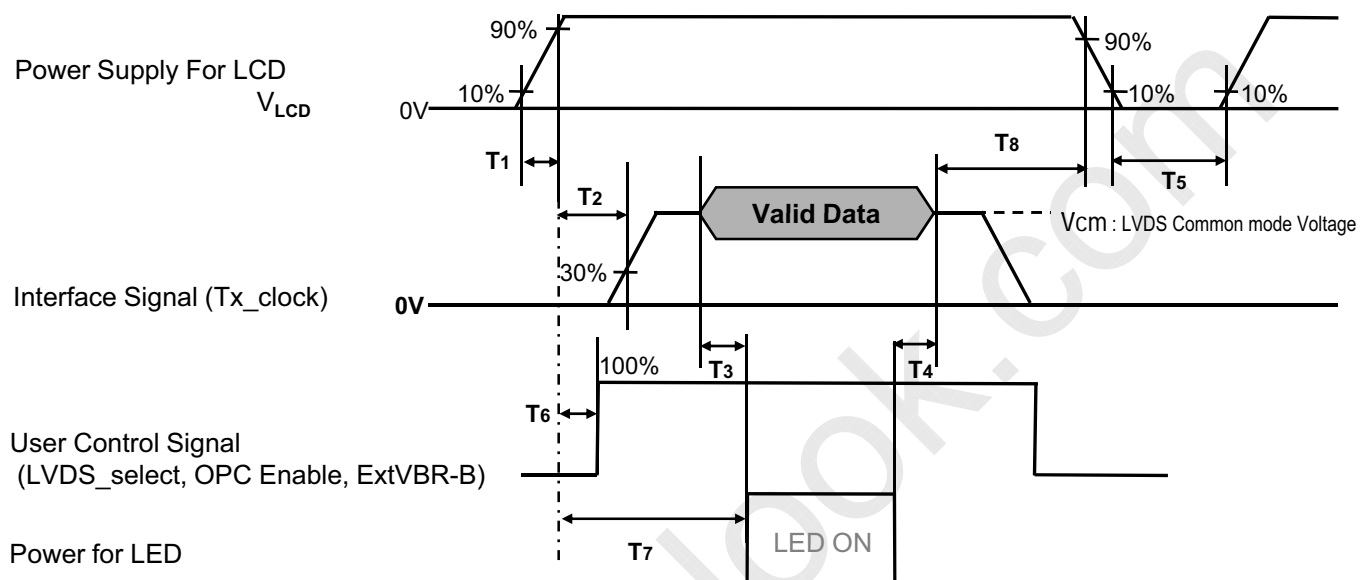 90%
90%
Power Supply For LCD
VLCD
10%
10%
10%
0V
T1
T8
T5
T2
Valid Data
Vcm : LVDS Common mode Voltage
30%
Interface Signal (Tx_clock)
0V
100%
T3
T4
T6
User Control Signal
(LVDS_select, OPC Enable, ExtVBR-B)
T7
LED ON
Power for LED
look.com